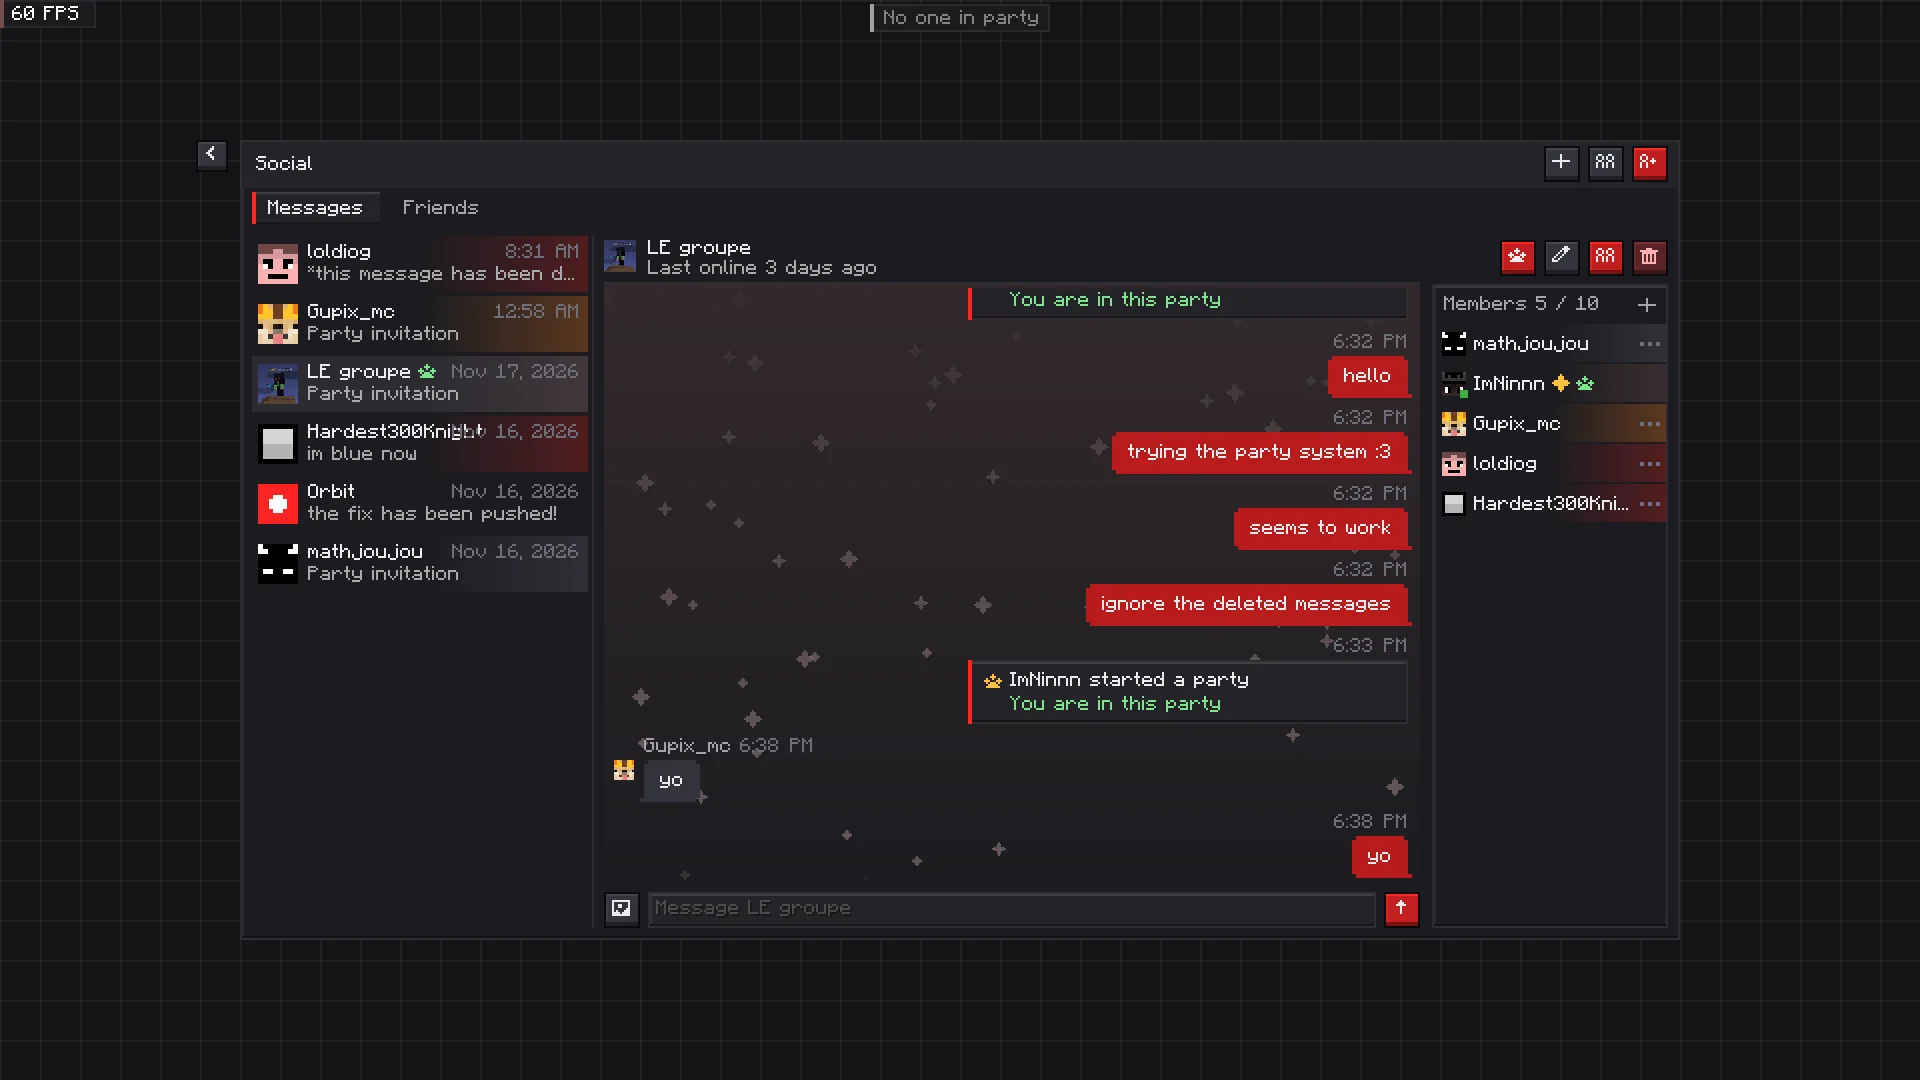 60 FPS
No one in party
Social
Messages
Friends
loldiog
8:31 AM
*this message has been d...
Gupix_mc
12:58 AM
Party invitation
LE groupe
Nov 17, 2026
Party invitation
Hardest300Knight
16, 2026
im blue now
Orbit
Nov 16, 2026
the fix has been pushed!
mathjoujou
Nov 16, 2026
Party invitation
LE groupe
Last online 3 days ago
You are in this party
6:32 PM
hello
6:32 PM
trying the party system :3
6:32 PM
seems to work
6:32 PM
ignore the deleted messages
6:33 PM
ImNinnn started a party
You are in this party
Gupix_mc 6:38 PM
yo
6:38 PM
yo
Message LE groupe
Members 5 / 10
mathjoujou
ImNinnn
Gupix_mc
loldiog
Hardest300Kni...